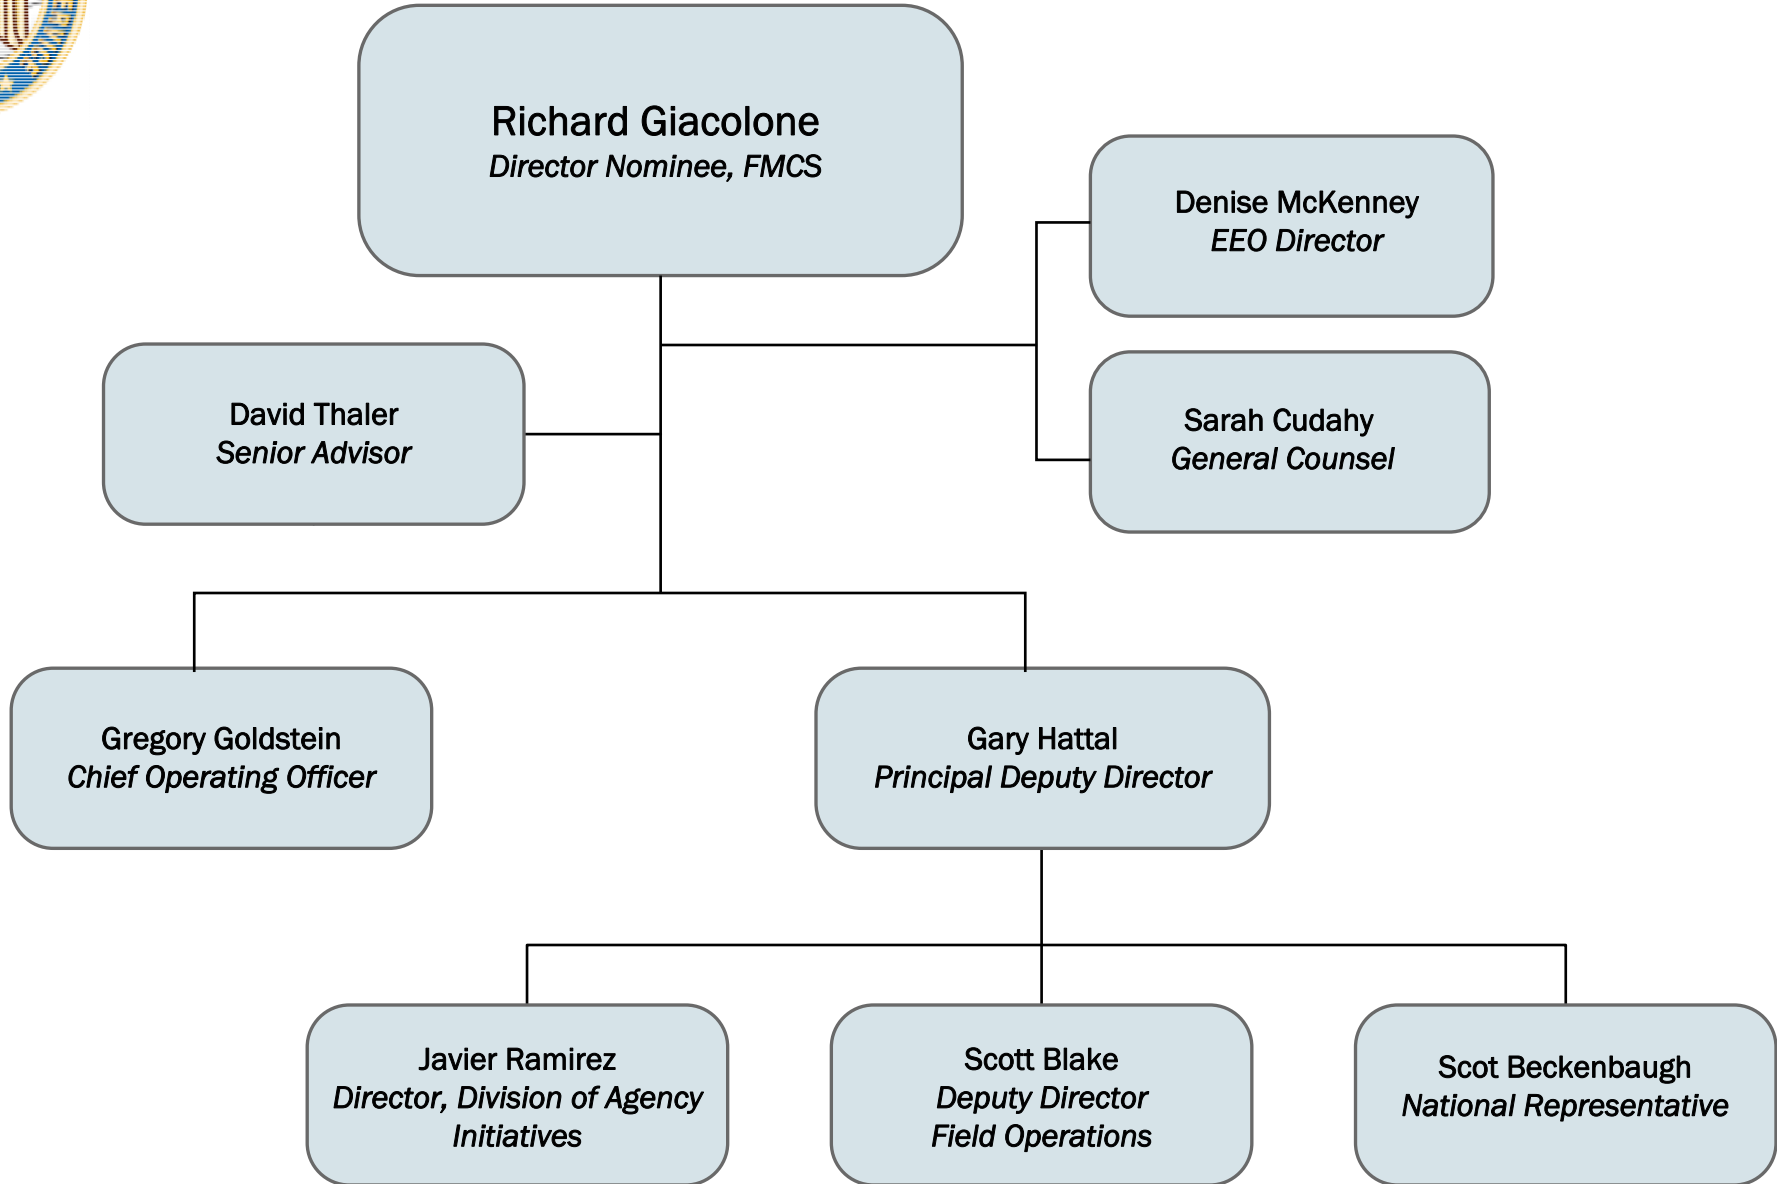 Richard Giacolone
Director Nominee, FMCS
Denise McKenney
EEO Director
David Thaler
Senior Advisor
Sarah Cudahy
General Counsel
Gregory Goldstein
Chief Operating Officer
Gary Hattal
Principal Deputy Director
Javier Ramirez
Director, Division of Agency
Initiatives
Scott Blake
Deputy Director
Field Operations
Scot Beckenbaugh
National Representative